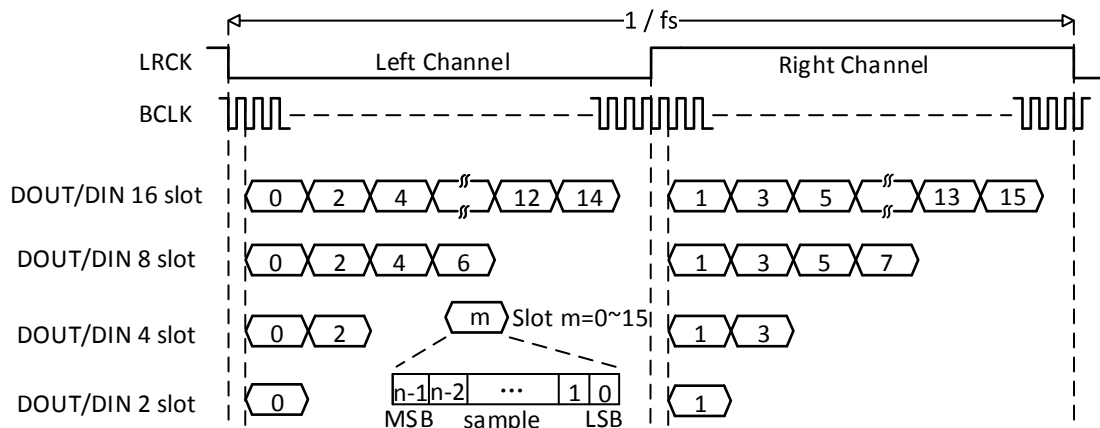 1 / fs
LRCK Left Channel Right Channel
BCLK
DOUT/DIN 16 slot 0 2 4 12 14 1 3 5 13 15
DOUT/DIN 8 slot 0 2 4 6 1 3 5 7
m Slot m=0~15
DOUT/DIN 4 slot 0 2 1 3
n-1 n-2 ... 1 0
DOUT/DIN 2 slot 0 1
MSB sample LSB